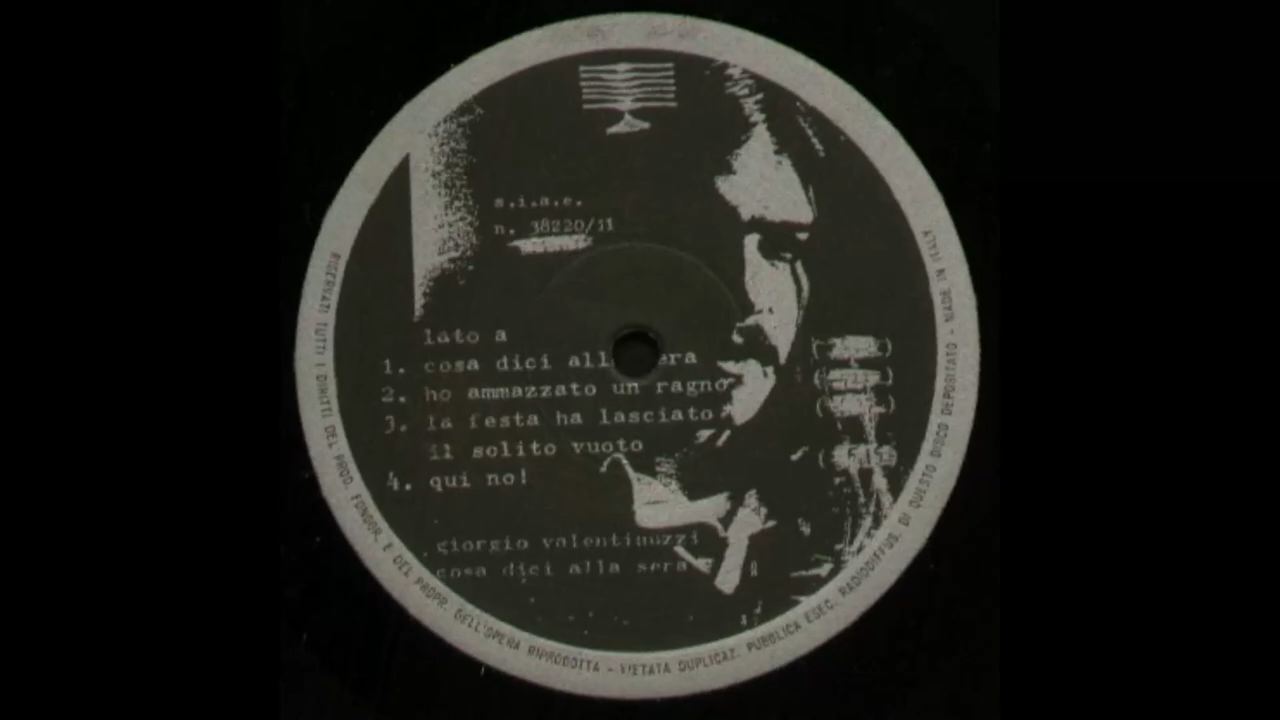 s.i.a.e.
n. 38220/11
lato a
1. cosa dici alla sera
2. ho ammazzato un ragno
3. la festa ha lasciato
il solito vuoto
4. qui no!
giorgio valentinuzzi
cosa dici alla sera
RISERVATI TUTTI I DIRITTI DEL PROD. FONOGR. E DEL PROPR. DELL'OPERA RIPRODOTTA - VIETATA DUPLICAZ. PUBBLICA ESEC. RADIODIFFUS. DI QUESTO DISCO DEPOSITATO - MADE IN ITALY